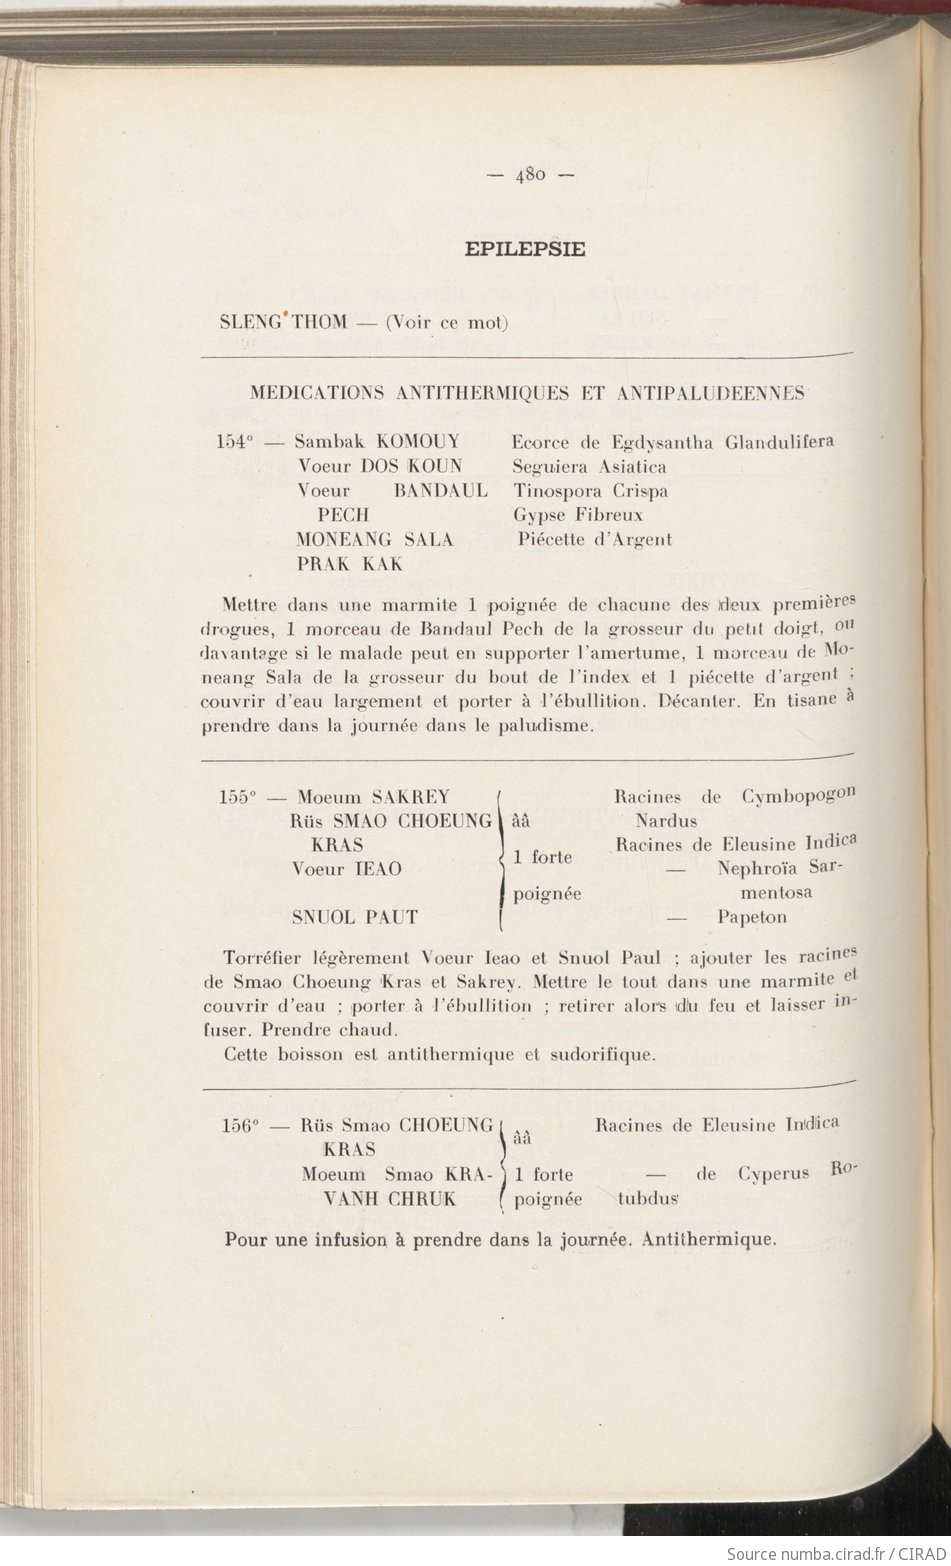 — 480 —
EPILEPSIE
SLENG THOM — (Voir ce mot)
MEDICATIONS ANTITHERMIQUES ET ANTIPALUDEENNES
154° — Sambak KOMOUY Ecorce de Egdysantha Glandulifera
Voeur DOS KOUN Seguiera Asiatica
Voeur BANDAUL Tinospora Crispa
PECH Gypse Fibreux
MONEANG SALA Piécette d'Argent
PRAK KAK
Mettre dans une marmite 1 poignée de chacune des deux premières
drogues, 1 morceau de Bandaul Pech de la grosseur du petit doigt, ou
davantage si le malade peut en supporter l'amertume, 1 morceau de Mo-
neang Sala de la grosseur du bout de l'index et 1 piécette d'argent ;
couvrir d'eau largement et porter à l'ébullition. Décanter. En tisane à
prendre dans la journée dans le paludisme.
155° — Moeum SAKREY Racines de Cymbopogon
Rüs SMAO CHOEUNG ââ Nardus
KRAS Racines de Eleusine Indica
1 forte
Voeur IEAO — Nephroïa Sar-
poignée mentosa
SNUOL PAUT — Papeton
Torréfier légèrement Voeur Ieao et Snuol Paul ; ajouter les racines
de Smao Choeung Kras et Sakrey. Mettre le tout dans une marmite et
couvrir d'eau ; porter à l'ébullition ; retirer alors du feu et laisser in-
fuser. Prendre chaud.
Cette boisson est antithermique et sudorifique.
156° — Rüs Smao CHOEUNG Racines de Eleusine Indica
KRAS ââ
Moeum Smao KRA- 1 forte — de Cyperus Ro-
VANH CHRUK poignée tubdus
Pour une infusion à prendre dans la journée. Antithermique.
Source numba.cirad.fr / CIRAD